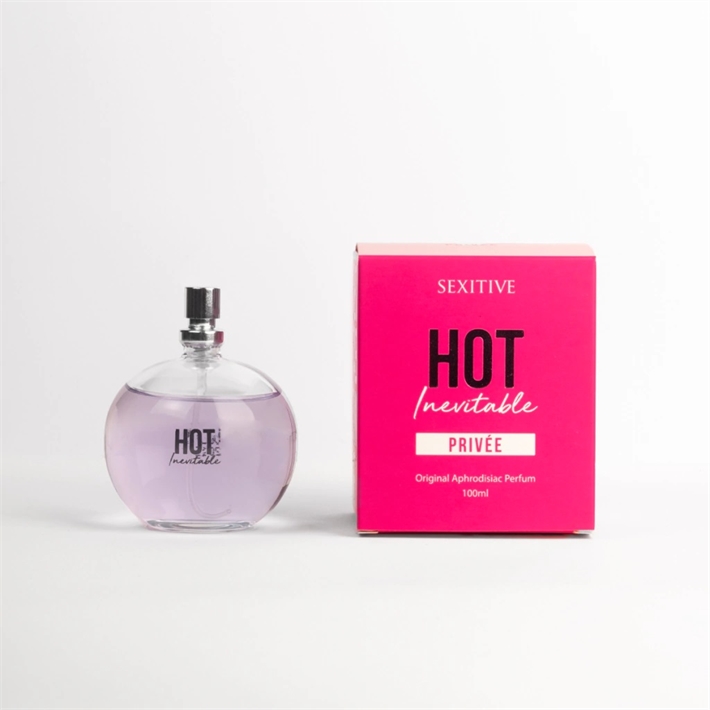 HOT
Inevitable
SEXITIVE
HOT
Inevitable
PRIVÉE
Original Aphrodisiac Perfum
100ml